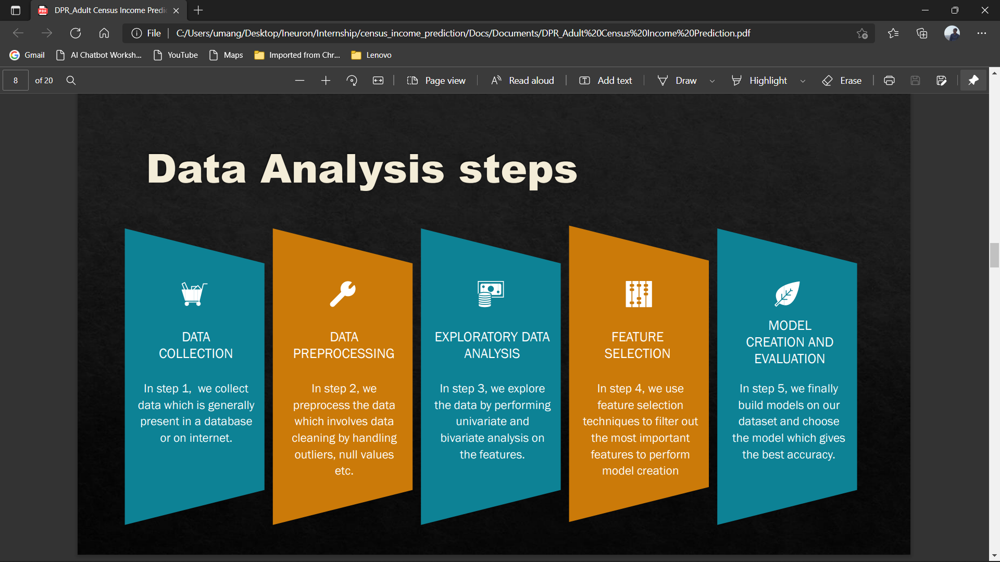 DPR_Adult Census Income Predi
File
C:/Users/umang/Desktop/Ineuron/Internship/census_income_prediction/Docs/Documents/DPR_Adult%20Census%20Income%20Prediction.pdf
Gmail
AI Chatbot Worksh...
YouTube
Maps
Imported from Chr...
Lenovo
8 of 20
Page view
Read aloud
Add text
Draw
Highlight
Erase
Data Analysis steps
DATA
COLLECTION
In step 1, we collect
data which is generally
present in a database
or on internet.
DATA
PREPROCESSING
In step 2, we
preprocess the data
which involves data
cleaning by handling
outliers, null values
etc.
EXPLORATORY DATA
ANALYSIS
In step 3, we explore
the data by performing
univariate and
bivariate analysis on
the features.
FEATURE
SELECTION
In step 4, we use
feature selection
techniques to filter out
the most important
features to perform
model creation
MODEL
CREATION AND
EVALUATION
In step 5, we finally
build models on our
dataset and choose
the model which gives
the best accuracy.